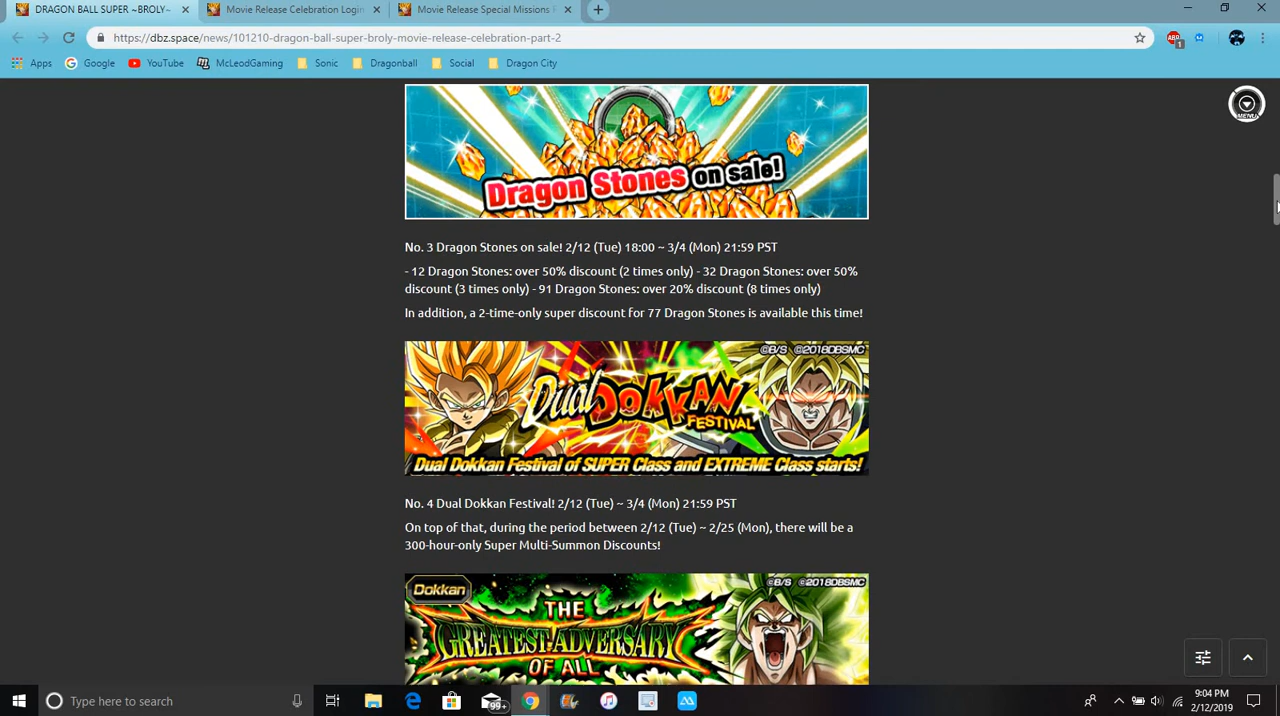 DRAGON BALL SUPER ~BROLY~
Movie Release Celebration Login
Movie Release Special Missions
https://dbz.space/news/101210-dragon-ball-super-broly-movie-release-celebration-part-2
ABP
1
Apps
Google
YouTube
McLeodGaming
Sonic
Dragonball
Social
Dragon City
MENU
Dragon Stones on sale!
No. 3 Dragon Stones on sale! 2/12 (Tue) 18:00 ~ 3/4 (Mon) 21:59 PST
- 12 Dragon Stones: over 50% discount (2 times only) - 32 Dragon Stones: over 50%
discount (3 times only) - 91 Dragon Stones: over 20% discount (8 times only)
In addition, a 2-time-only super discount for 77 Dragon Stones is available this time!
©B/S ©2018DBSMC
Dual DOKKAN
FESTIVAL
Dual Dokkan Festival of SUPER Class and EXTREME Class starts!
No. 4 Dual Dokkan Festival! 2/12 (Tue) ~ 3/4 (Mon) 21:59 PST
On top of that, during the period between 2/12 (Tue) ~ 2/25 (Mon), there will be a
300-hour-only Super Multi-Summon Discounts!
Dokkan
©B/S ©2018DBSMC
THE
GREATEST ADVERSARY
OF ALL
Type here to search
99+
9:04 PM
2/12/2019